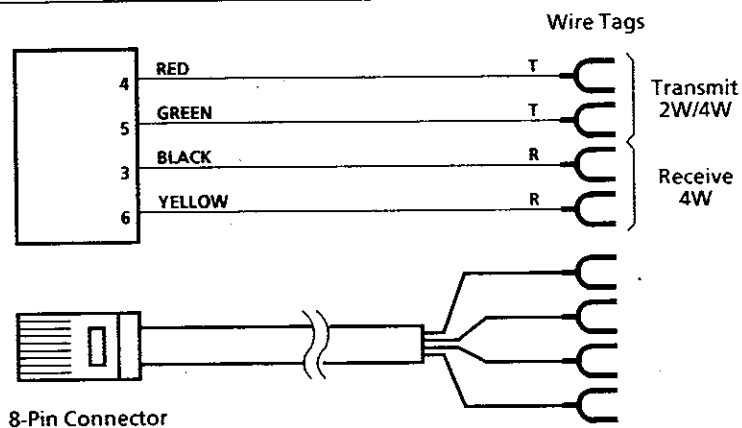 Wire Tags
4 RED T
5 GREEN T
Transmit
2W/4W
3 BLACK R
6 YELLOW R
Receive
4W
8-Pin Connector